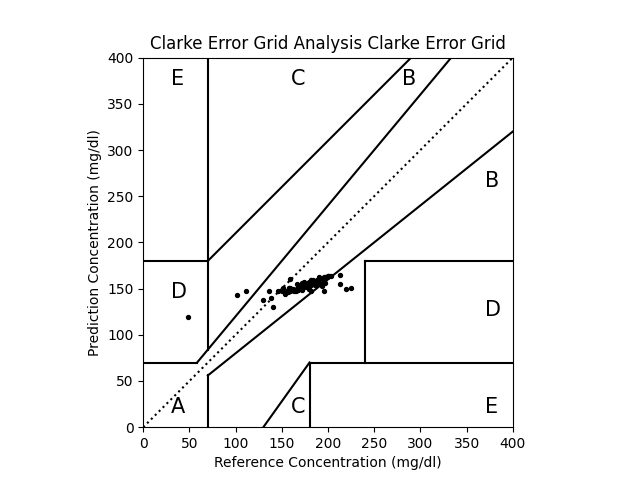 Clarke Error Grid Analysis Clarke Error Grid
Prediction Concentration (mg/dl)
400
350
300
250
200
150
100
50
0
E
C
B
B
D
D
A
C
E
0
50
100
150
200
250
300
350
400
Reference Concentration (mg/dl)